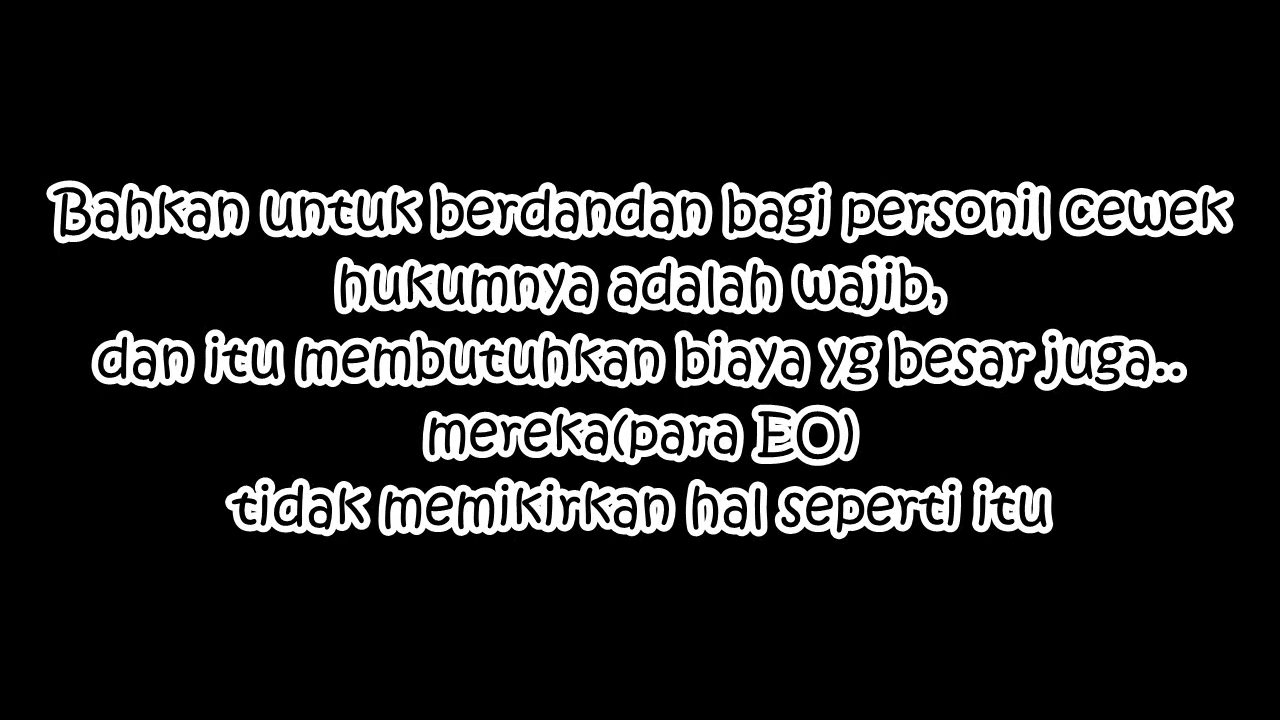 Bahkan untuk berdandan bagi personil cewek
hukumnya adalah wajib,
dan itu membutuhkan biaya yg besar juga..
mereka(para EO)
tidak memikirkan hal seperti itu